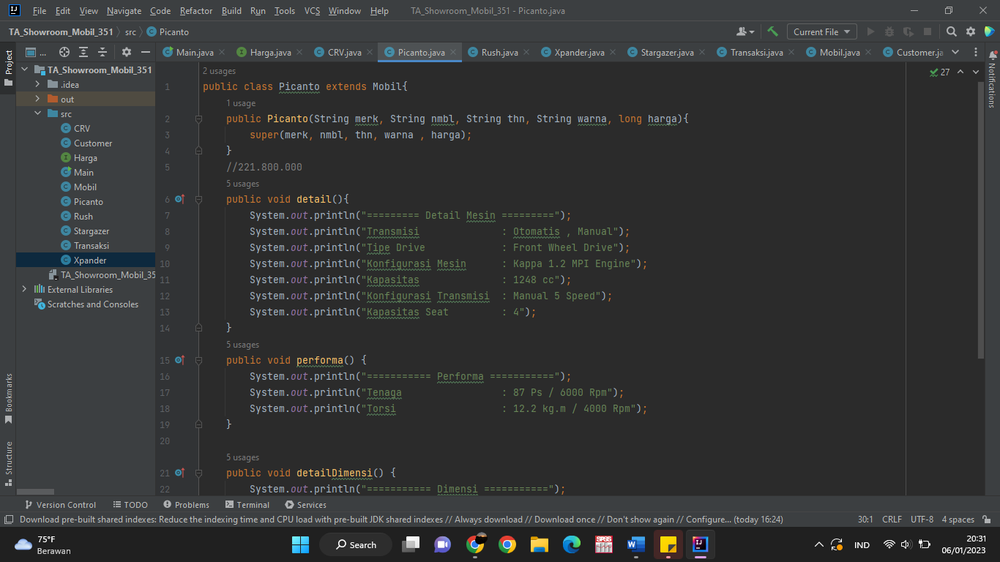 File Edit View Navigate Code Refactor Build Run Tools VCS Window Help TA_Showroom_Mobil_351 - Picanto.java
TA_Showroom_Mobil_351 src Picanto Current File
Project ... Main.java Harga.java CRV.java Picanto.java Rush.java Xpander.java Stargazer.java Transaksi.java Mobil.java Customer.ja
Notifications
TA_Showroom_Mobil_351
.idea
out
src
CRV
Customer
Harga
Main
Mobil
Picanto
Rush
Stargazer
Transaksi
Xpander
TA_Showroom_Mobil_35
External Libraries
Scratches and Consoles
Bookmarks
Structure
27
2 usages
1 public class Picanto extends Mobil{
1 usage
2 public Picanto(String merk, String nmbl, String thn, String warna, long harga){
3 super(merk, nmbl, thn, warna , harga);
4 }
5 //221.800.000
5 usages
6 public void detail(){
7 System.out.println("========= Detail Mesin =========");
8 System.out.println("Transmisi              : Otomatis , Manual");
9 System.out.println("Tipe Drive             : Front Wheel Drive");
10 System.out.println("Konfigurasi Mesin      : Kappa 1.2 MPI Engine");
11 System.out.println("Kapasitas              : 1248 cc");
12 System.out.println("Konfigurasi Transmisi  : Manual 5 Speed");
13 System.out.println("Kapasitas Seat         : 4");
14 }
5 usages
15 public void performa() {
16 System.out.println("=========== Performa ===========");
17 System.out.println("Tenaga                 : 87 Ps / 6000 Rpm");
18 System.out.println("Torsi                  : 12.2 kg.m / 4000 Rpm");
19 }
20
5 usages
21 public void detailDimensi() {
22 System.out.println("=========== Dimensi ===========");
Version Control TODO Problems Terminal Services
Download pre-built shared indexes: Reduce the indexing time and CPU load with pre-built JDK shared indexes // Always download // Download once // Don't show again // Configure... (today 16:24) 30:1 CRLF UTF-8 4 spaces
75°F
Berawan
Search
SPSS
IND
20:31
06/01/2023